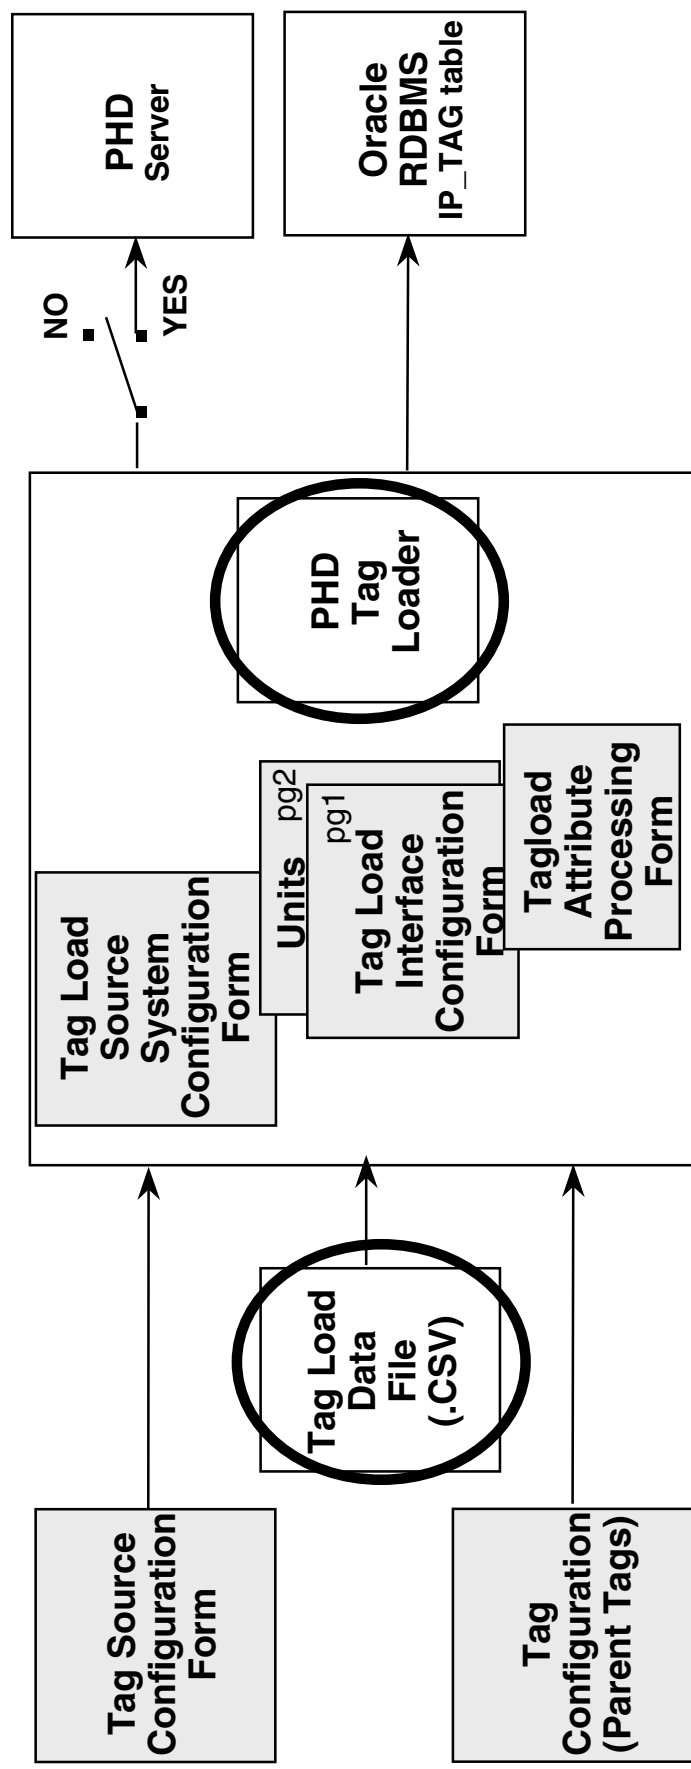 Tag Source
Configuration
Form
Tag Load
Data
File
(.CSV)
Tag
Configuration
(Parent Tags)
Tag Load
Source
System
Configuration
Form
Units
pg2
pg1
Tag Load
Interface
Configuration
Form
Tagload
Attribute
Processing
Form
PHD
Tag
Loader
NO
YES
PHD
Server
Oracle
RDBMS
IP_TAG table